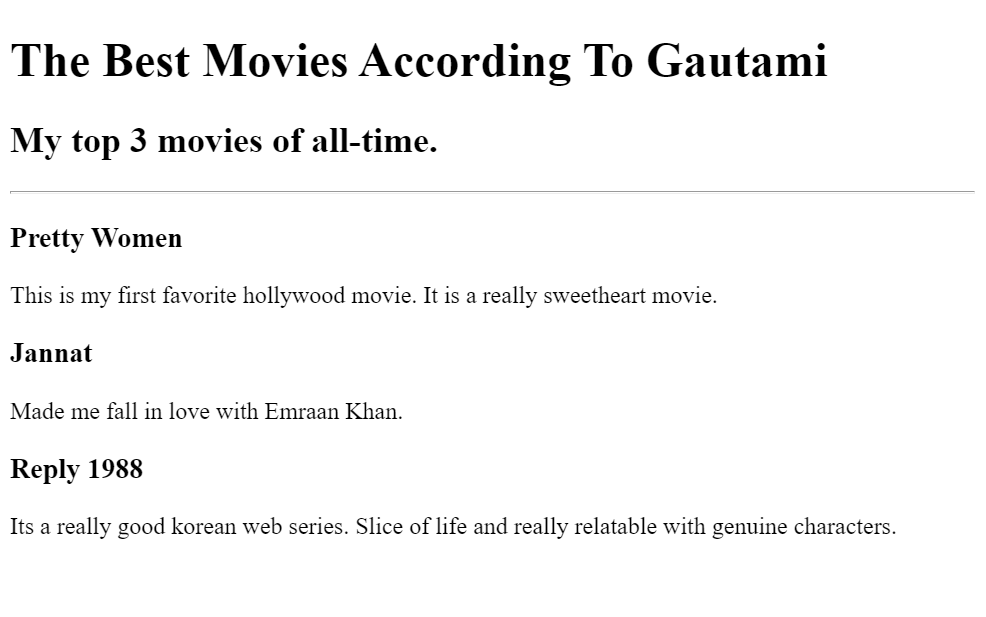 The Best Movies According To Gautami
My top 3 movies of all-time.
Pretty Women
This is my first favorite hollywood movie. It is a really sweetheart movie.
Jannat
Made me fall in love with Emraan Khan.
Reply 1988
Its a really good korean web series. Slice of life and really relatable with genuine characters.